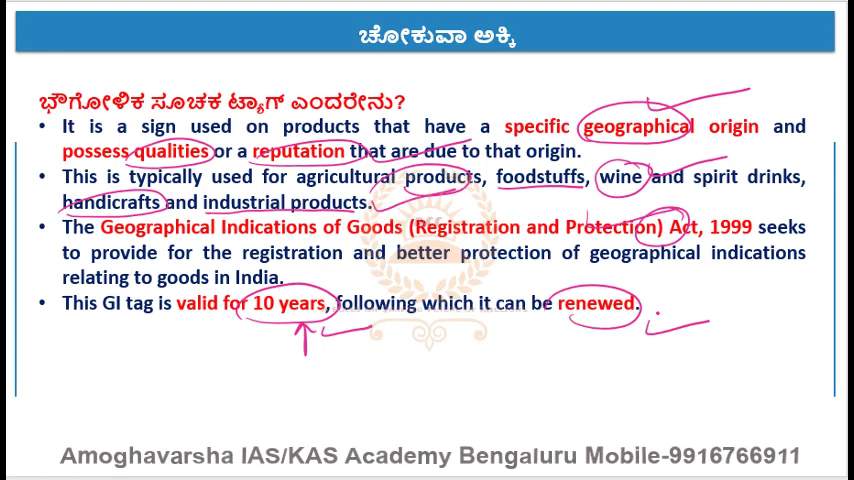 ಚೋಕುವಾ ಅಕ್ಕಿ
ಭೌಗೋಳಿಕ ಸೂಚಕ ಟ್ಯಾಗ್ ಎಂದರೇನು?
• It is a sign used on products that have a specific geographical origin and
possess qualities or a reputation that are due to that origin.
• This is typically used for agricultural products, foodstuffs, wine and spirit drinks,
handicrafts and industrial products.
• The Geographical Indications of Goods (Registration and Protection) Act, 1999 seeks
to provide for the registration and better protection of geographical indications
relating to goods in India.
• This GI tag is valid for 10 years, following which it can be renewed.
Amoghavarsha IAS/KAS Academy Bengaluru Mobile-9916766911